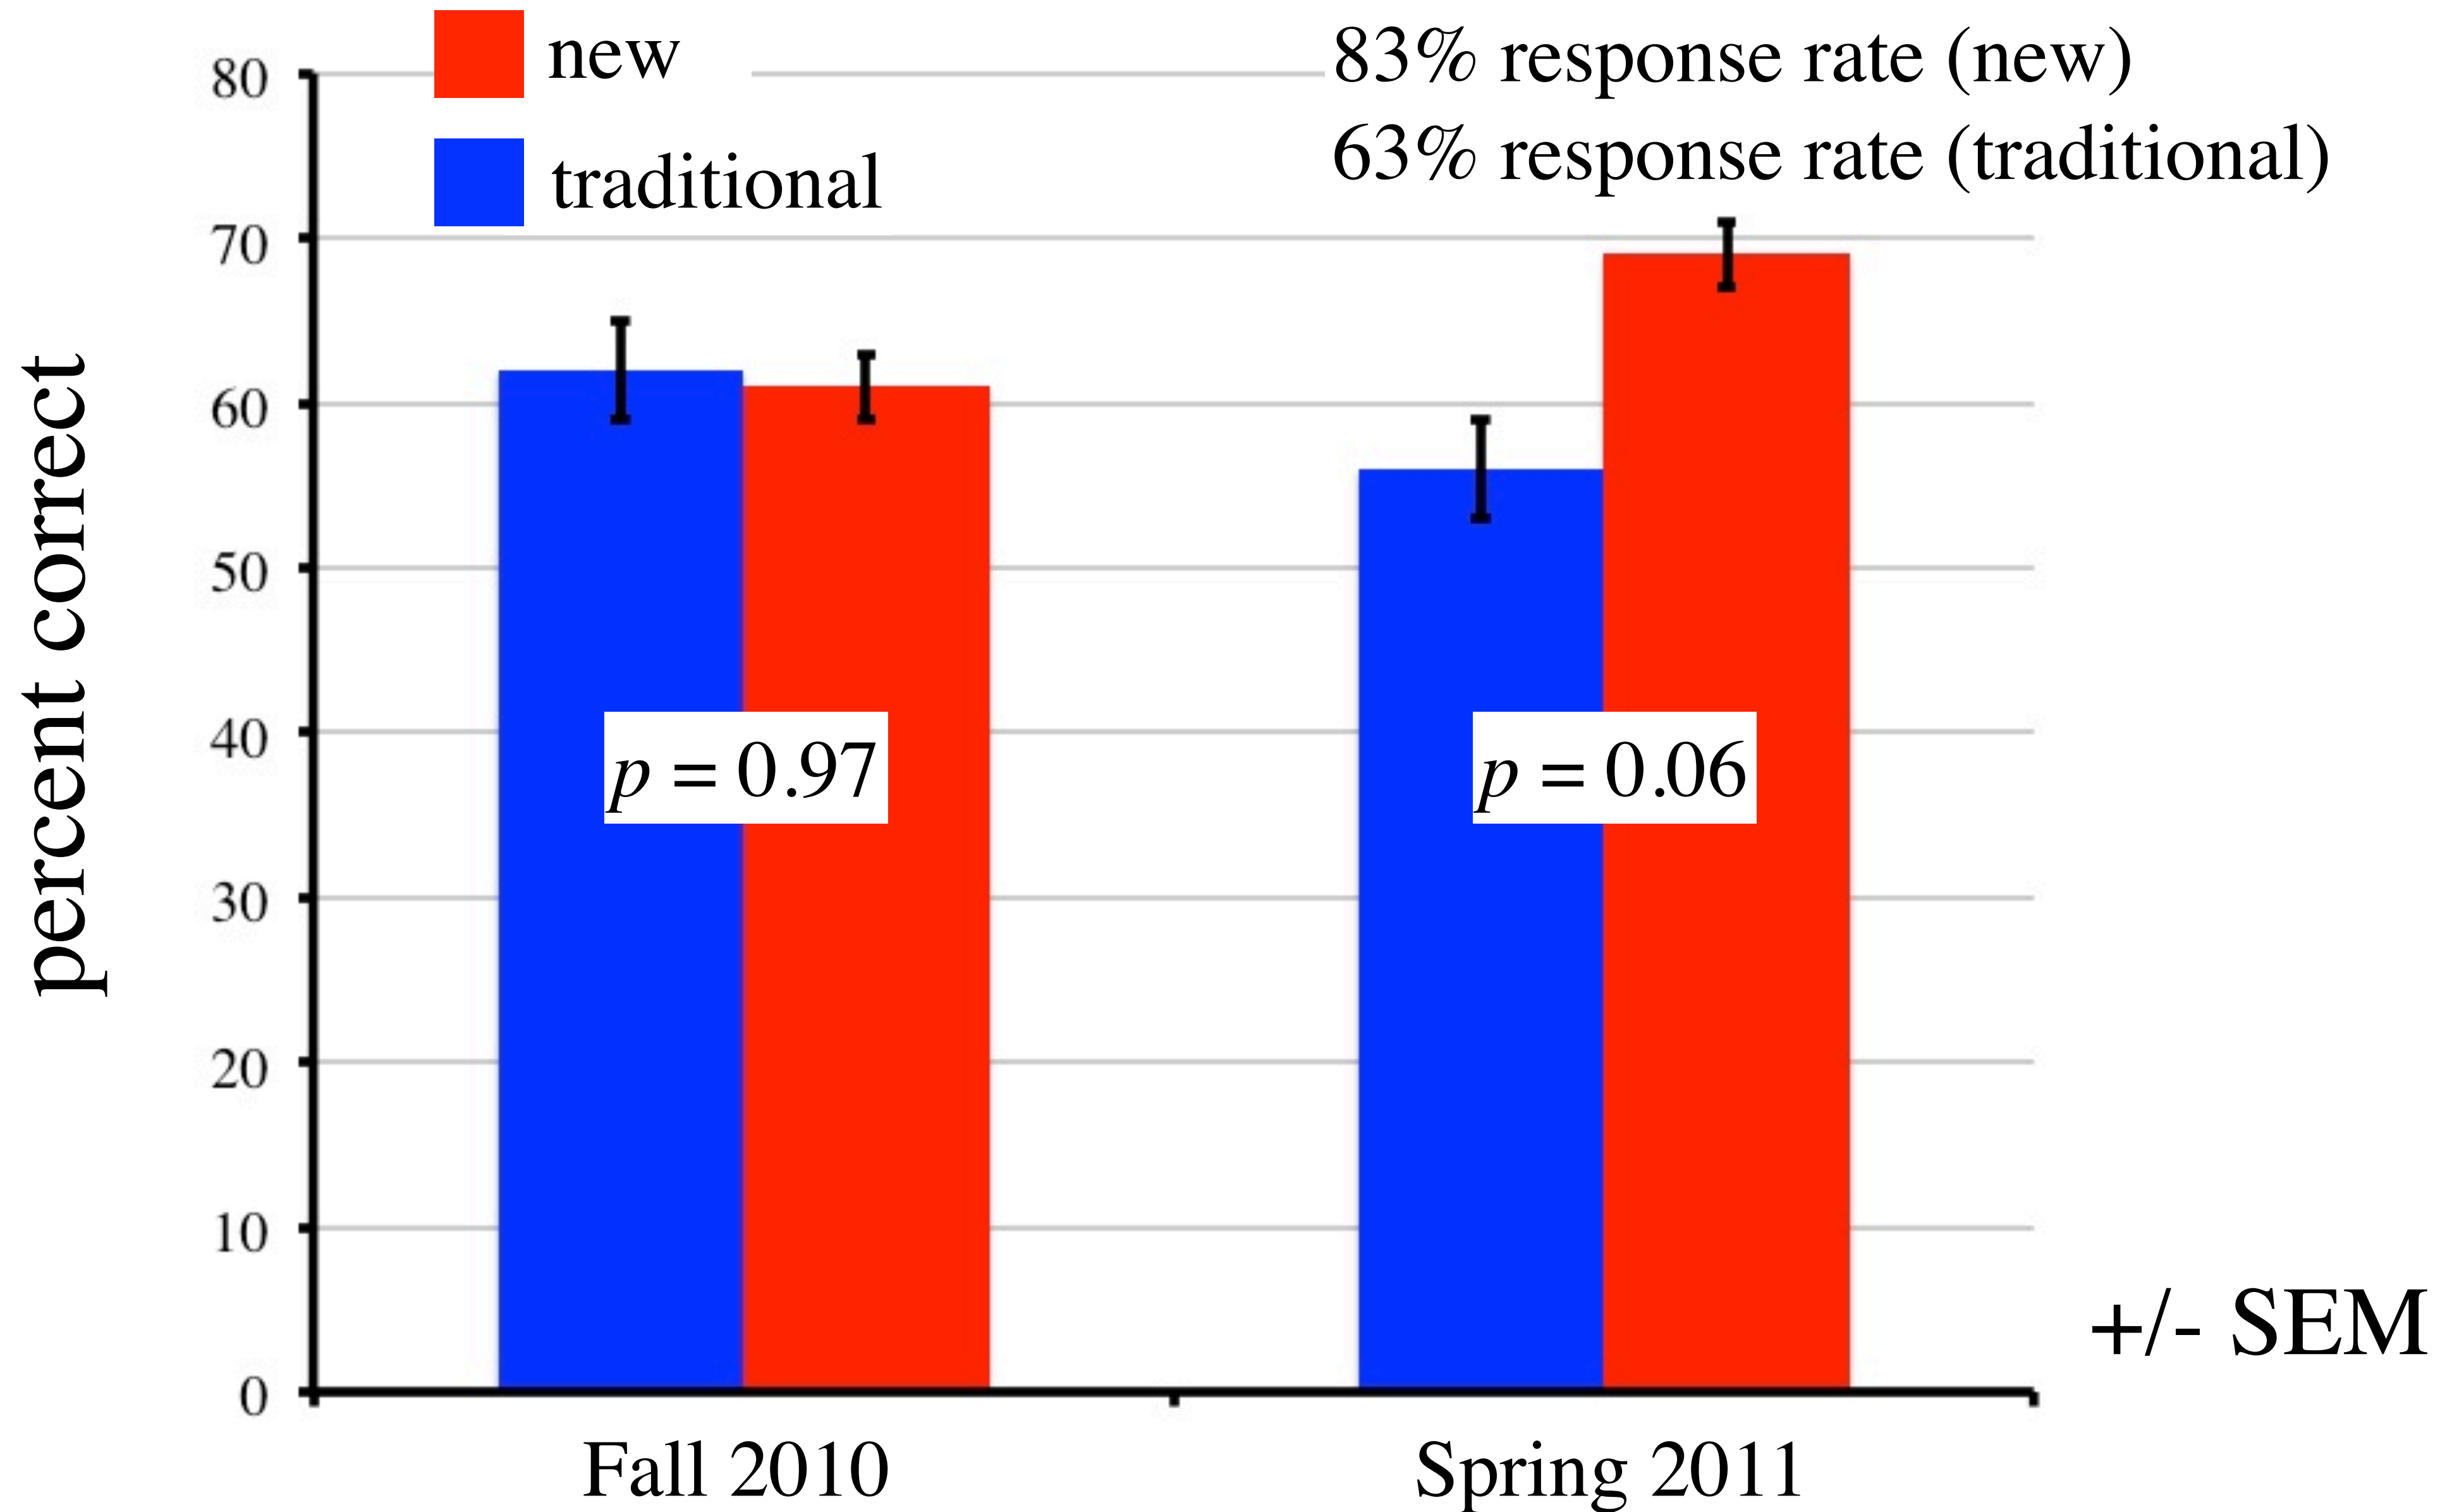 new
traditional
83% response rate (new)
63% response rate (traditional)
percent correct
80
70
60
50
40
30
20
10
0
p = 0.97
p = 0.06
+/- SEM
Fall 2010
Spring 2011